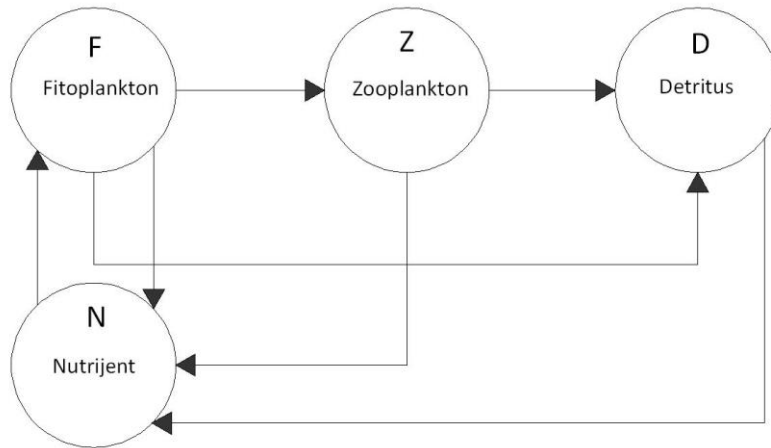 F
Fitoplankton
Z
Zooplankton
D
Detritus
N
Nutrijent